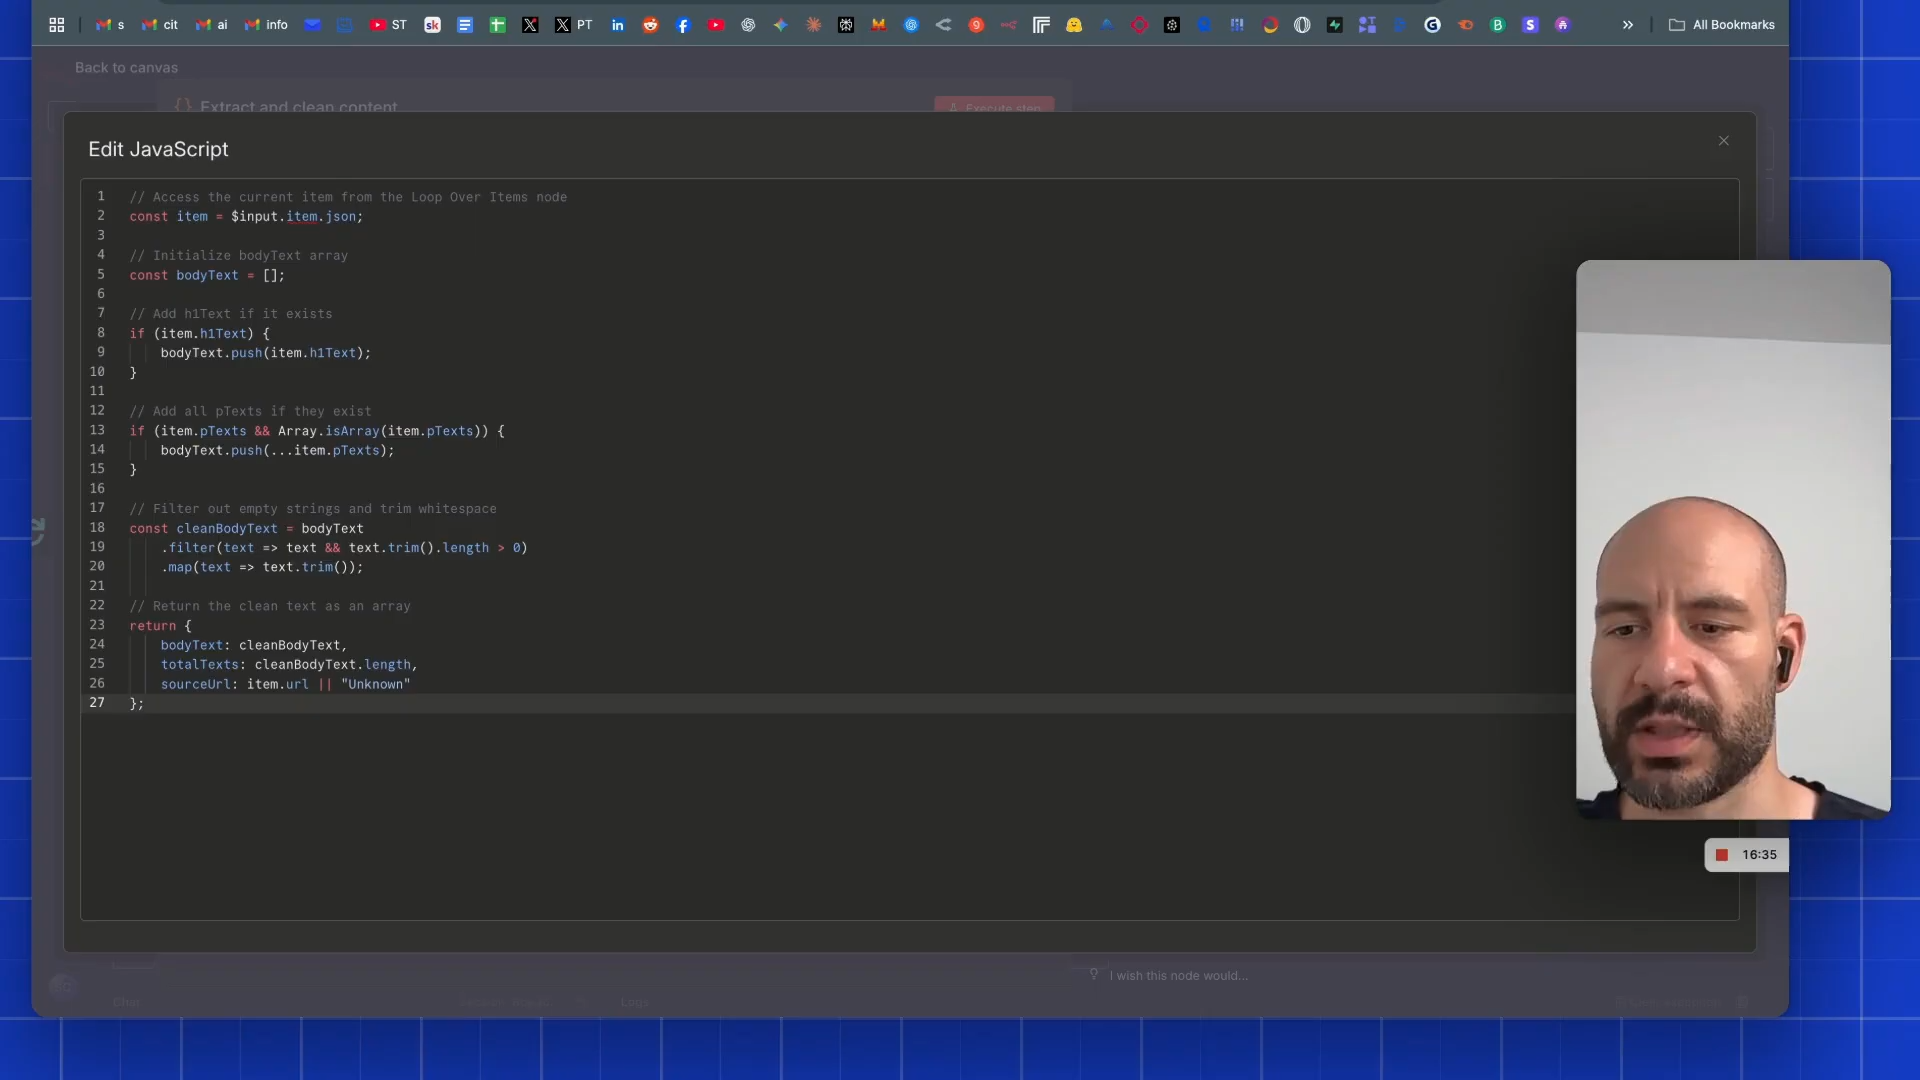 s
cit
ai
info
ST
sk
PT
All Bookmarks
Back to canvas
{} Extract and clean content
Execute step
Edit JavaScript
1 // Access the current item from the Loop Over Items node
2 const item = $input.item.json;
3
4 // Initialize bodyText array
5 const bodyText = [];
6
7 // Add h1Text if it exists
8 if (item.h1Text) {
9 bodyText.push(item.h1Text);
10 }
11
12 // Add all pTexts if they exist
13 if (item.pTexts && Array.isArray(item.pTexts)) {
14 bodyText.push(...item.pTexts);
15 }
16
17 // Filter out empty strings and trim whitespace
18 const cleanBodyText = bodyText
19 .filter(text => text && text.trim().length > 0)
20 .map(text => text.trim());
21
22 // Return the clean text as an array
23 return {
24 bodyText: cleanBodyText,
25 totalTexts: cleanBodyText.length,
26 sourceUrl: item.url || "Unknown"
27 };
16:35
I wish this node would...
Chat
Logs